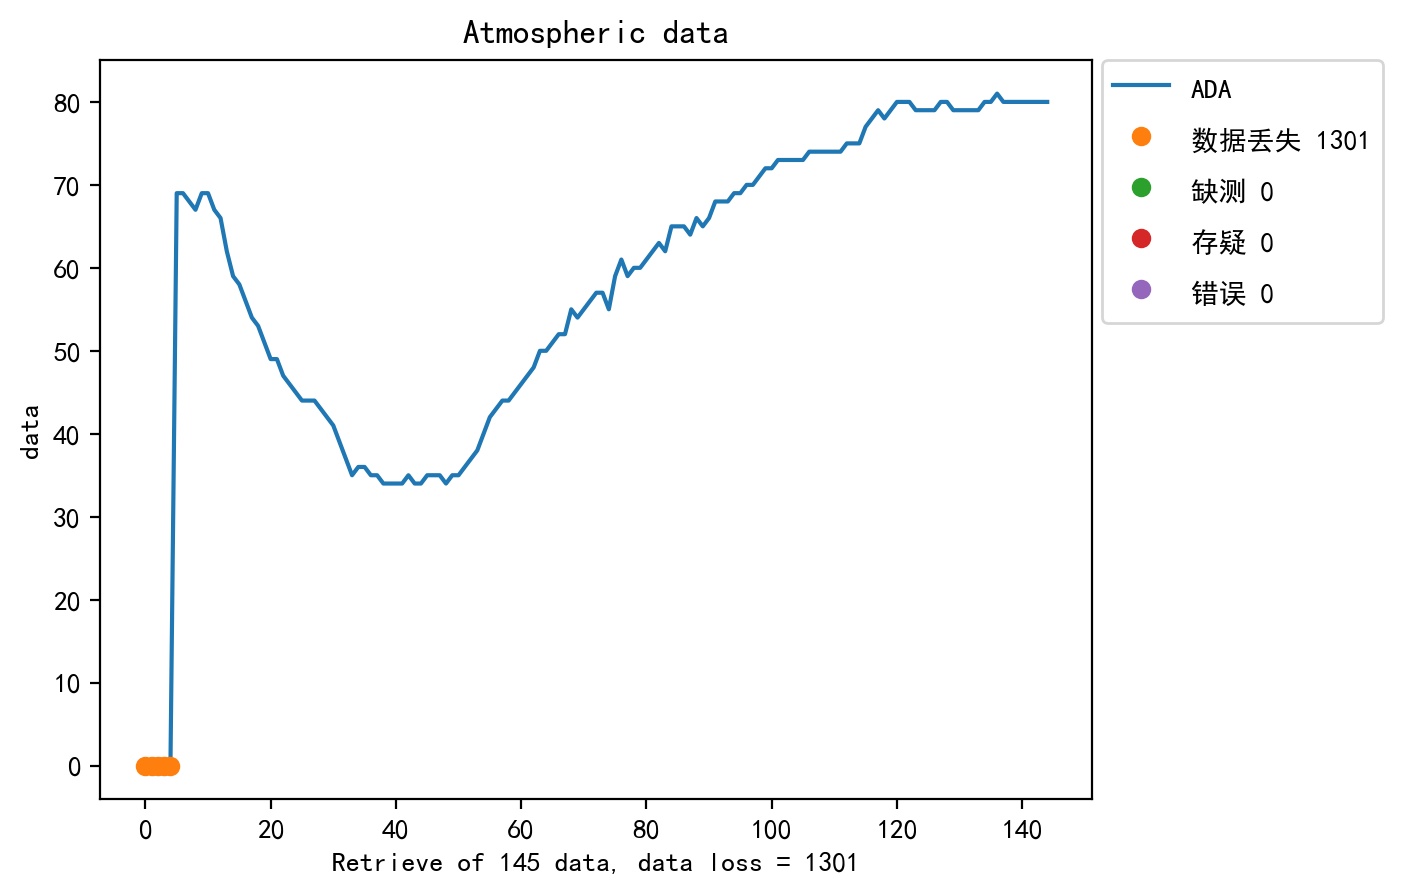 Atmospheric data
ADA
数据丢失 1301
缺测 0
存疑 0
错误 0
data
80
70
60
50
40
30
20
10
0
0 20 40 60 80 100 120 140
Retrieve of 145 data, data loss = 1301